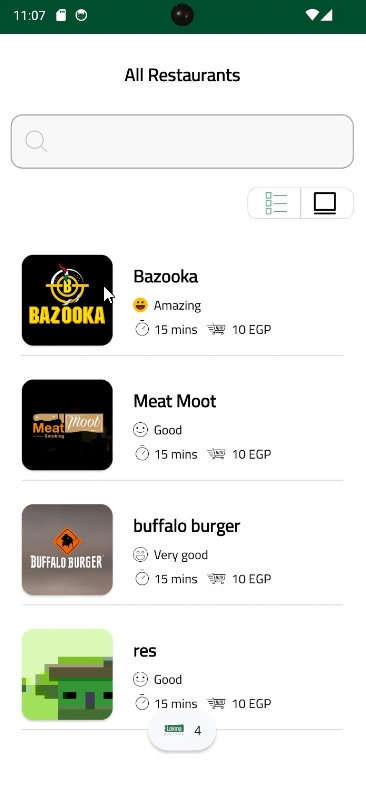 11:07
All Restaurants
BAZOOKA
Bazooka
Amazing
15 mins 10 EGP
Meat Moot
Smoking
Meat Moot
Good
15 mins 10 EGP
BUFFALO BURGER
buffalo burger
Very good
15 mins 10 EGP
res
Good
15 mins 10 EGP
Lokma 4